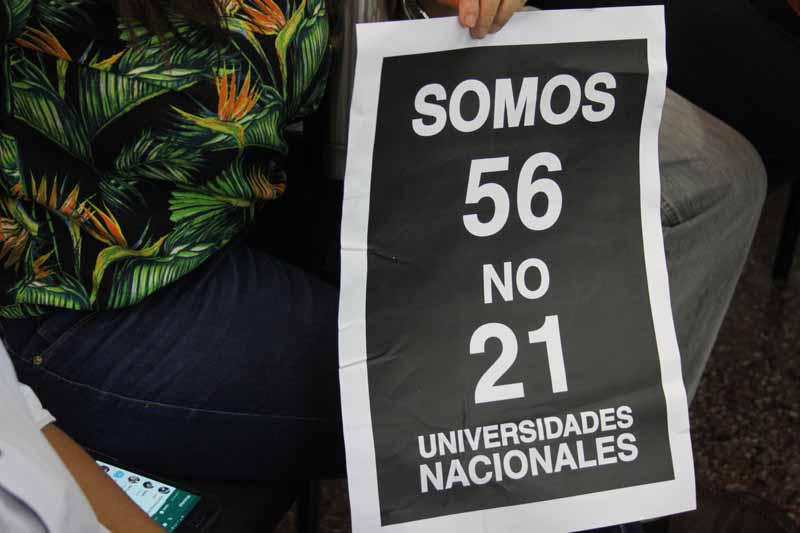 SOMOS
56
NO
21
UNIVERSIDADES
NACIONALES